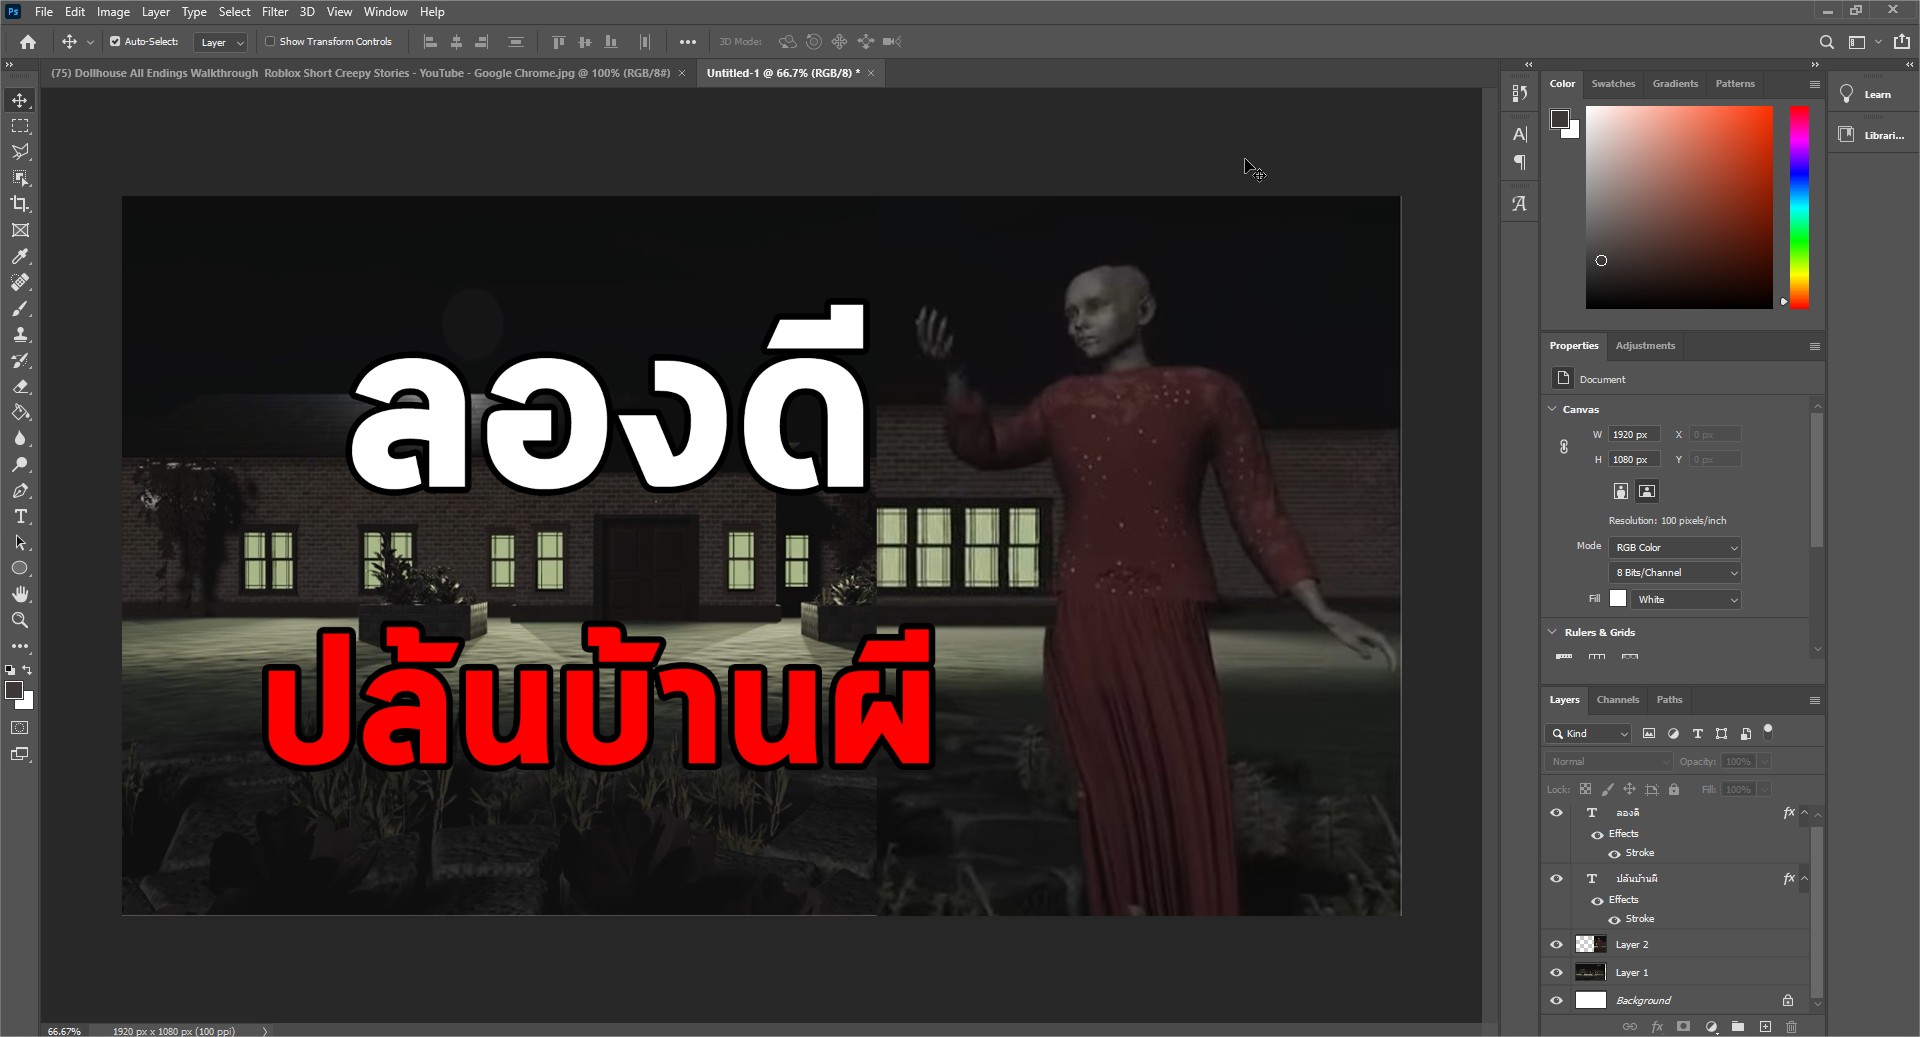 Ps File Edit Image Layer Type Select Filter 3D View Window Help
Auto-Select: Layer Show Transform Controls 3D Mode:
(75) Dollhouse All Endings Walkthrough Roblox Short Creepy Stories - YouTube - Google Chrome.jpg @ 100% (RGB/8#) × Untitled-1 @ 66.7% (RGB/8) * ×
Color Swatches Gradients Patterns
Learn
Librari...
ลองดี
ปล้นบ้านผี
Properties Adjustments
Document
Canvas
W 1920 px X 0 px
H 1080 px Y 0 px
Resolution: 100 pixels/inch
Mode RGB Color
8 Bits/Channel
Fill White
Rulers & Grids
Layers Channels Paths
Kind
Normal Opacity: 100%
Lock: Fill: 100%
ลองดี fx
Effects
Stroke
ปล้นบ้านผี fx
Effects
Stroke
Layer 2
Layer 1
Background
66.67% 1920 px x 1080 px (100 ppi)